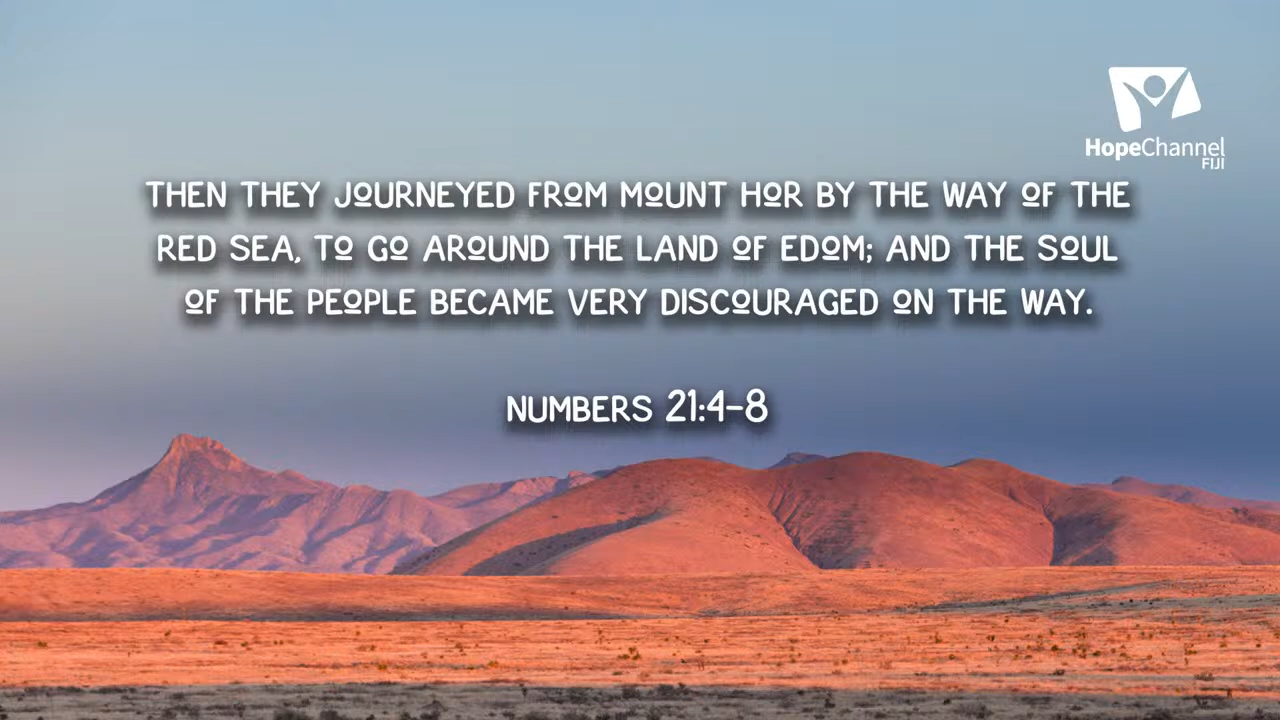 HopeChannel
FIJI
THEN THEY JOURNEYED FROM MOUNT HOR BY THE WAY OF THE
RED SEA, TO GO AROUND THE LAND OF EDOM; AND THE SOUL
OF THE PEOPLE BECAME VERY DISCOURAGED ON THE WAY.
NUMBERS 21:4-8